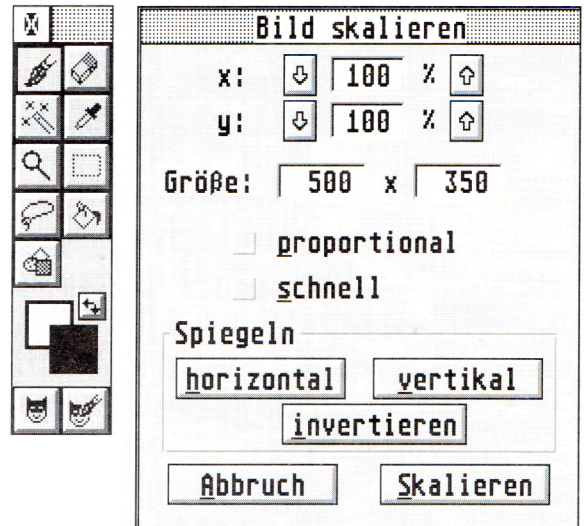 Bild skalieren
x: 100 %
y: 100 %
Größe: 500 x 350
proportional
schnell
Spiegeln
horizontal vertikal
invertieren
Abbruch Skalieren